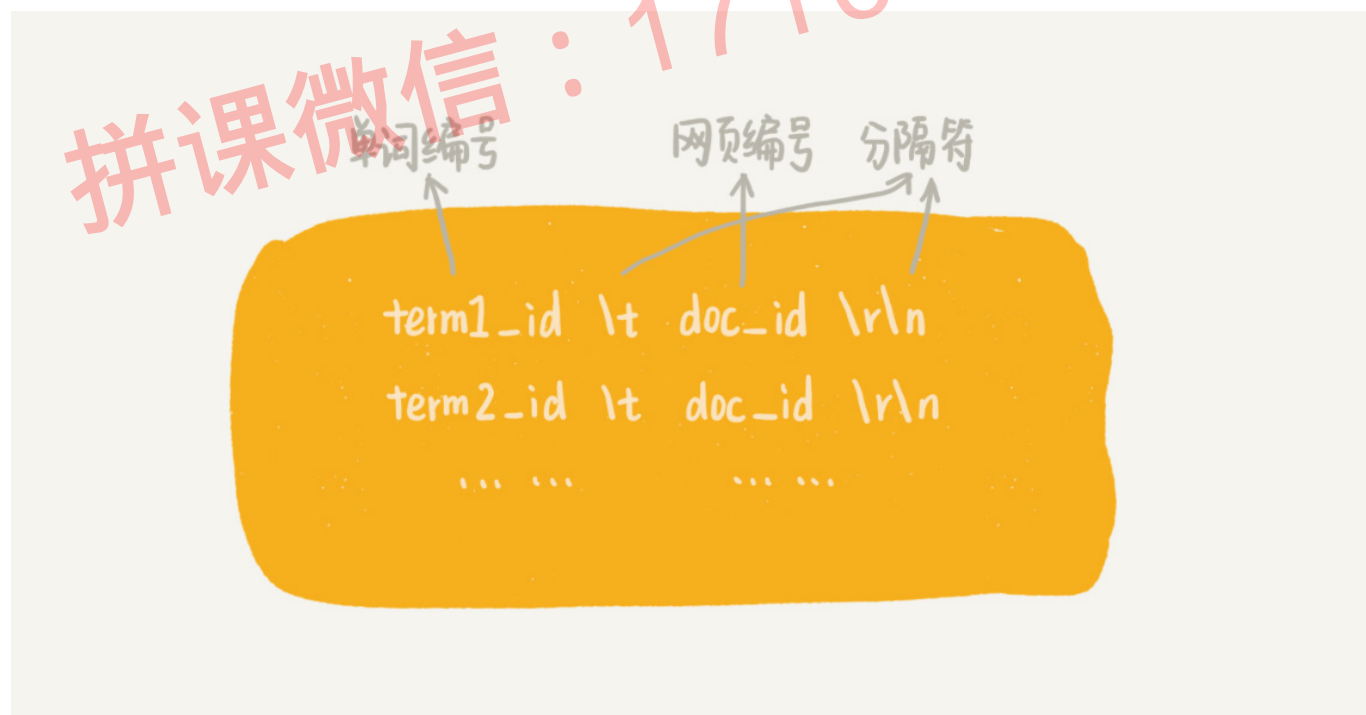 拼课微信：1716
单词编号 网页编号 分隔符
term1_id \t doc_id \r\n
term2_id \t doc_id \r\n
... ... ... ...